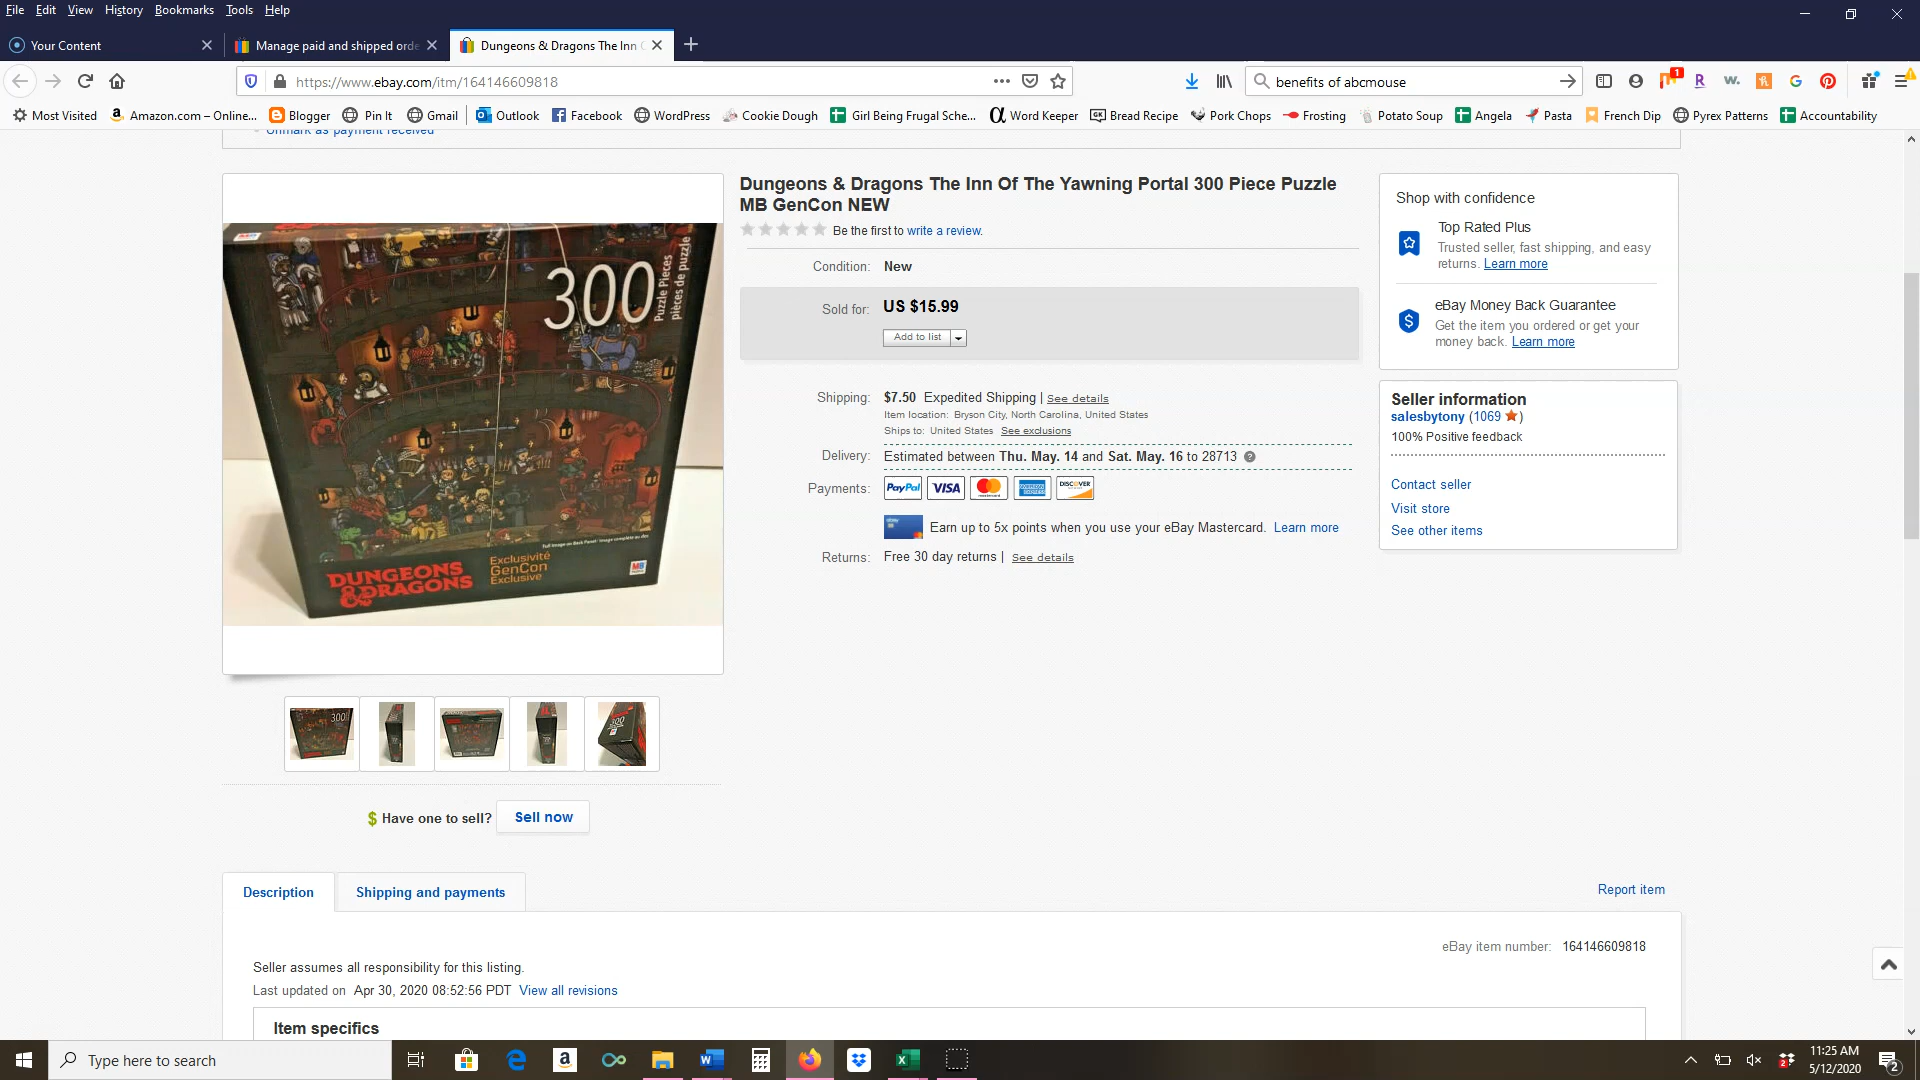 File Edit View History Bookmarks Tools Help
Your Content
Manage paid and shipped orde
Dungeons & Dragons The Inn O
https://www.ebay.com/itm/164146609818
benefits of abcmouse
1
Most Visited
Amazon.com – Online...
Blogger
Pin It
Gmail
Outlook
Facebook
WordPress
Cookie Dough
Girl Being Frugal Sche...
Word Keeper
Bread Recipe
Pork Chops
Frosting
Potato Soup
Angela
Pasta
French Dip
Pyrex Patterns
Accountability
Unmark as payment received
300
Puzzle Pieces
pièces de puzzle
Full Image on Back Panel
DUNGEONS
& DRAGONS
Exclusivité
GenCon
Exclusive
MB
Dungeons & Dragons The Inn Of The Yawning Portal 300 Piece Puzzle
MB GenCon NEW
Be the first to write a review.
Condition: New
Sold for: US $15.99
Add to list
Shipping: $7.50 Expedited Shipping | See details
Item location: Bryson City, North Carolina, United States
Ships to: United States See exclusions
Delivery: Estimated between Thu. May. 14 and Sat. May. 16 to 28713
Payments: PayPal VISA DISCOVER
Earn up to 5x points when you use your eBay Mastercard. Learn more
Returns: Free 30 day returns | See details
Shop with confidence
Top Rated Plus
Trusted seller, fast shipping, and easy
returns. Learn more
eBay Money Back Guarantee
Get the item you ordered or get your
money back. Learn more
Seller information
salesbytony (1069)
100% Positive feedback
Contact seller
Visit store
See other items
$ Have one to sell? Sell now
Description
Shipping and payments
Report item
eBay item number: 164146609818
Seller assumes all responsibility for this listing.
Last updated on Apr 30, 2020 08:52:56 PDT View all revisions
Item specifics
Type here to search
11:25 AM
5/12/2020
2